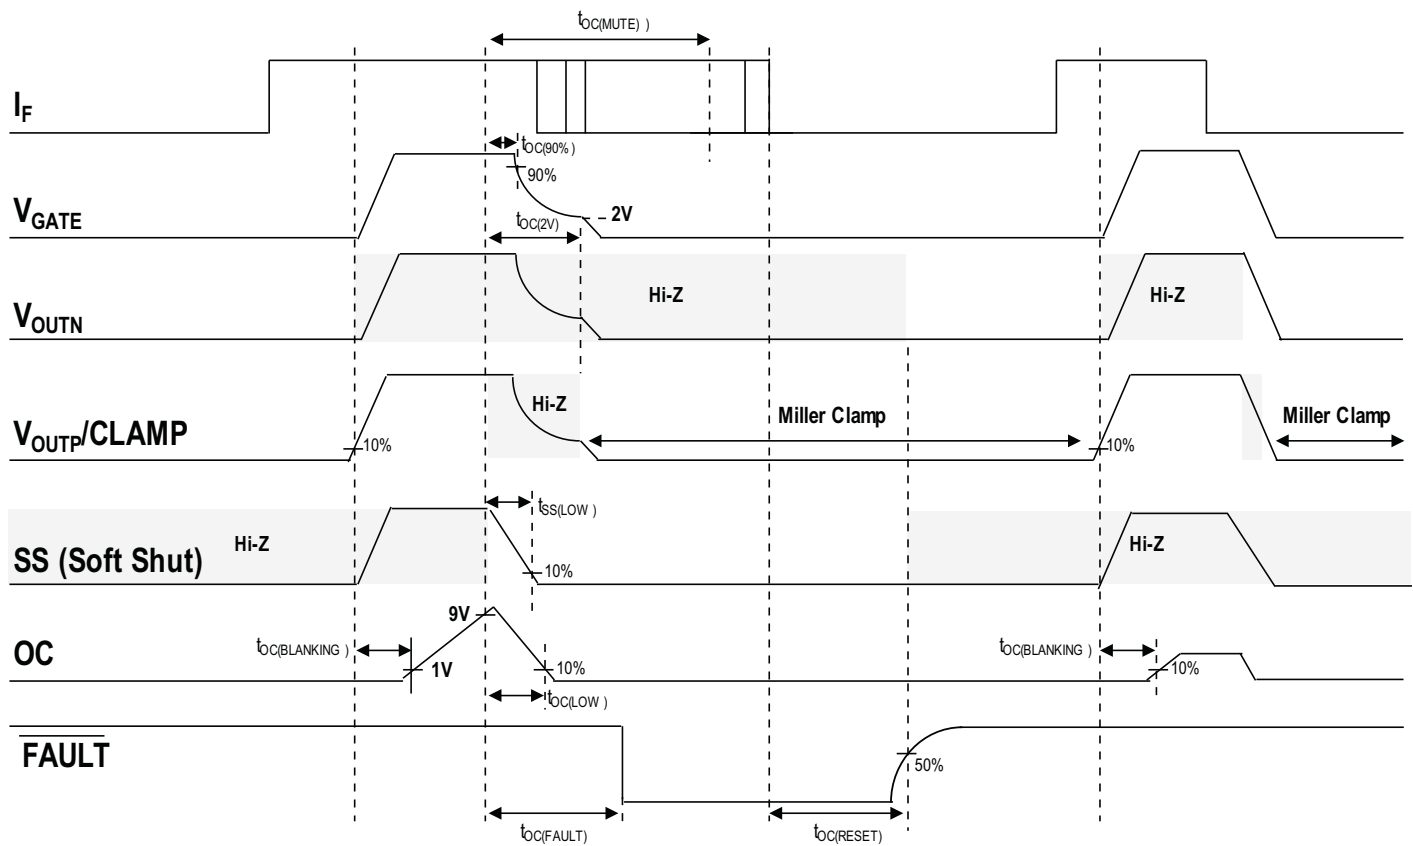 tOC(MUTE) )
IF
tOC(90%)
90%
VGATE
2V
tOC(2V)
VOUTN
Hi-Z
Hi-Z
VOUTP/CLAMP
10%
Hi-Z
Miller Clamp
10%
Miller Clamp
tSS(LOW )
SS (Soft Shut)
Hi-Z
10%
Hi-Z
OC
tOC(BLANKING )
9V
1V
10%
tOC(LOW)
tOC(BLANKING )
10%
FAULT
50%
tOC(FAULT)
tOC(RESET)